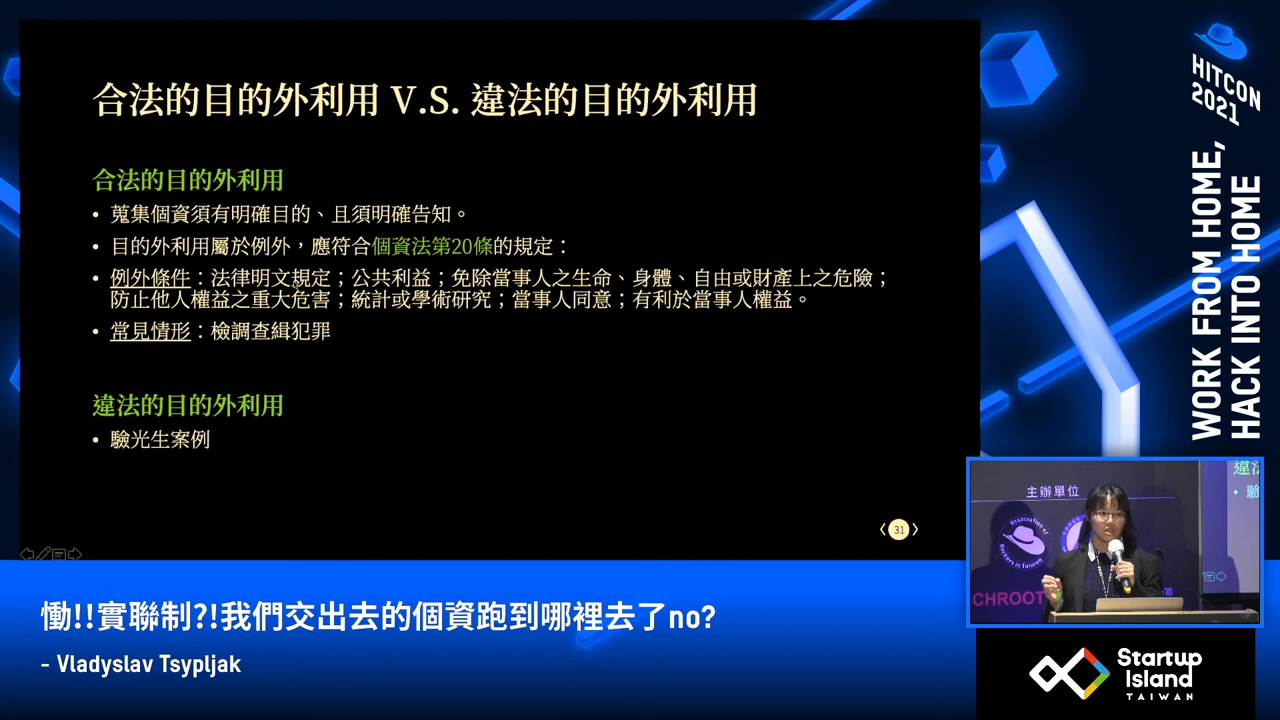 合法的目的外利用 V.S. 違法的目的外利用
合法的目的外利用
• 蒐集個資須有明確目的、且須明確告知。
• 目的外利用屬於例外，應符合個資法第20條的規定：
• 例外條件：法律明文規定；公共利益；免除當事人之生命、身體、自由或財產上之危險；
防止他人權益之重大危害；統計或學術研究；當事人同意；有利於當事人權益。
• 常見情形：檢調查緝犯罪
違法的目的外利用
• 驗光生案例
31
HITCON
2021
WORK FROM HOME,
HACK INTO HOME
主辦單位
Association of
Hackers in Taiwan
CHROOT
司
違法
• 驗
慟!!實聯制?!我們交出去的個資跑到哪裡去了no?
- Vladyslav Tsypljak
Startup
Island
TAIWAN